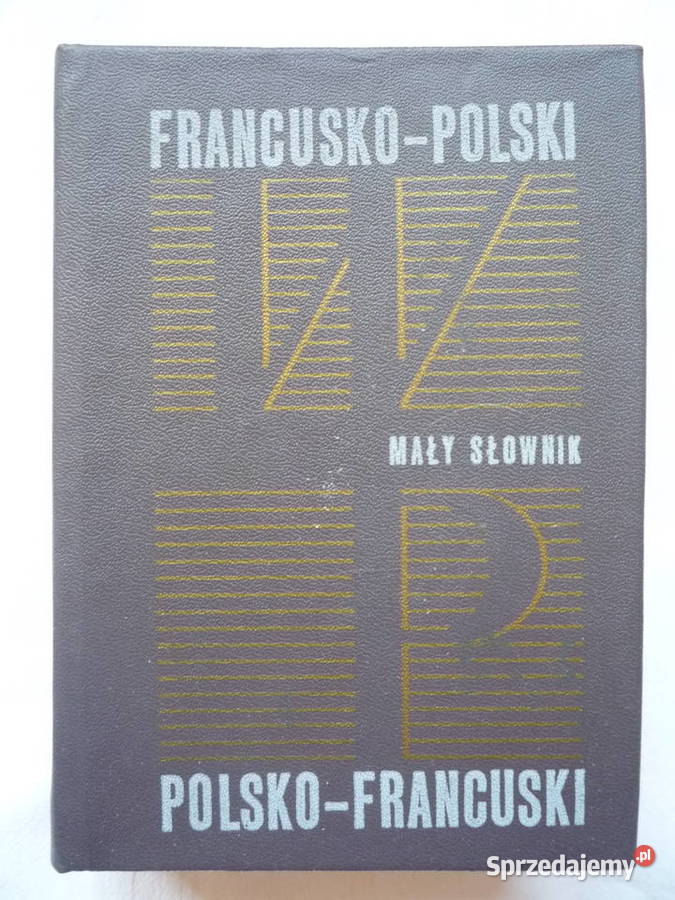 FRANCUSKO-POLSKI
MAŁY SŁOWNIK
POLSKO-FRANCUSKI
Sprzedajemy.pl